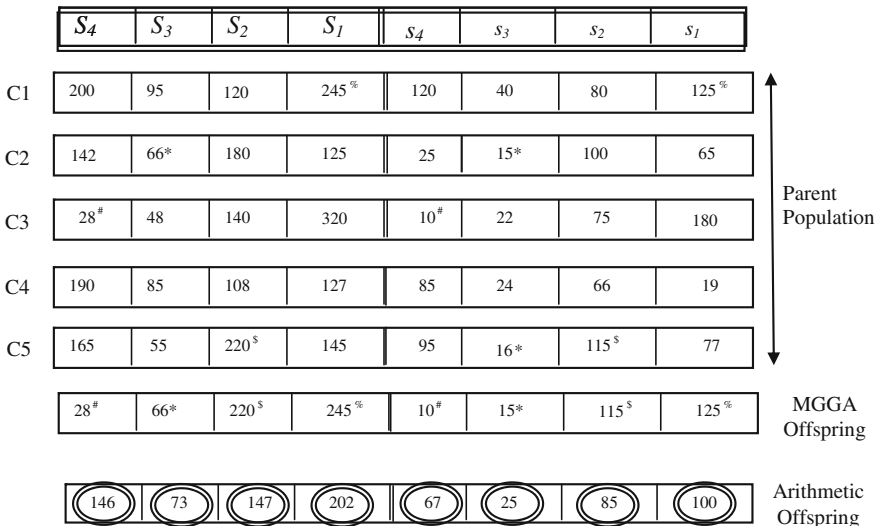 S4 S3 S2 S1 s4 s3 s2 s1
C1 200 95 120 245% 120 40 80 125%
C2 142 66* 180 125 25 15* 100 65
Parent
Population
C3 28# 48 140 320 10# 22 75 180
C4 190 85 108 127 85 24 66 19
C5 165 55 220$ 145 95 16* 115$ 77
28# 66* 220$ 245% 10# 15* 115$ 125%
MGGA
Offspring
146 73 147 202 67 25 85 100
Arithmetic
Offspring